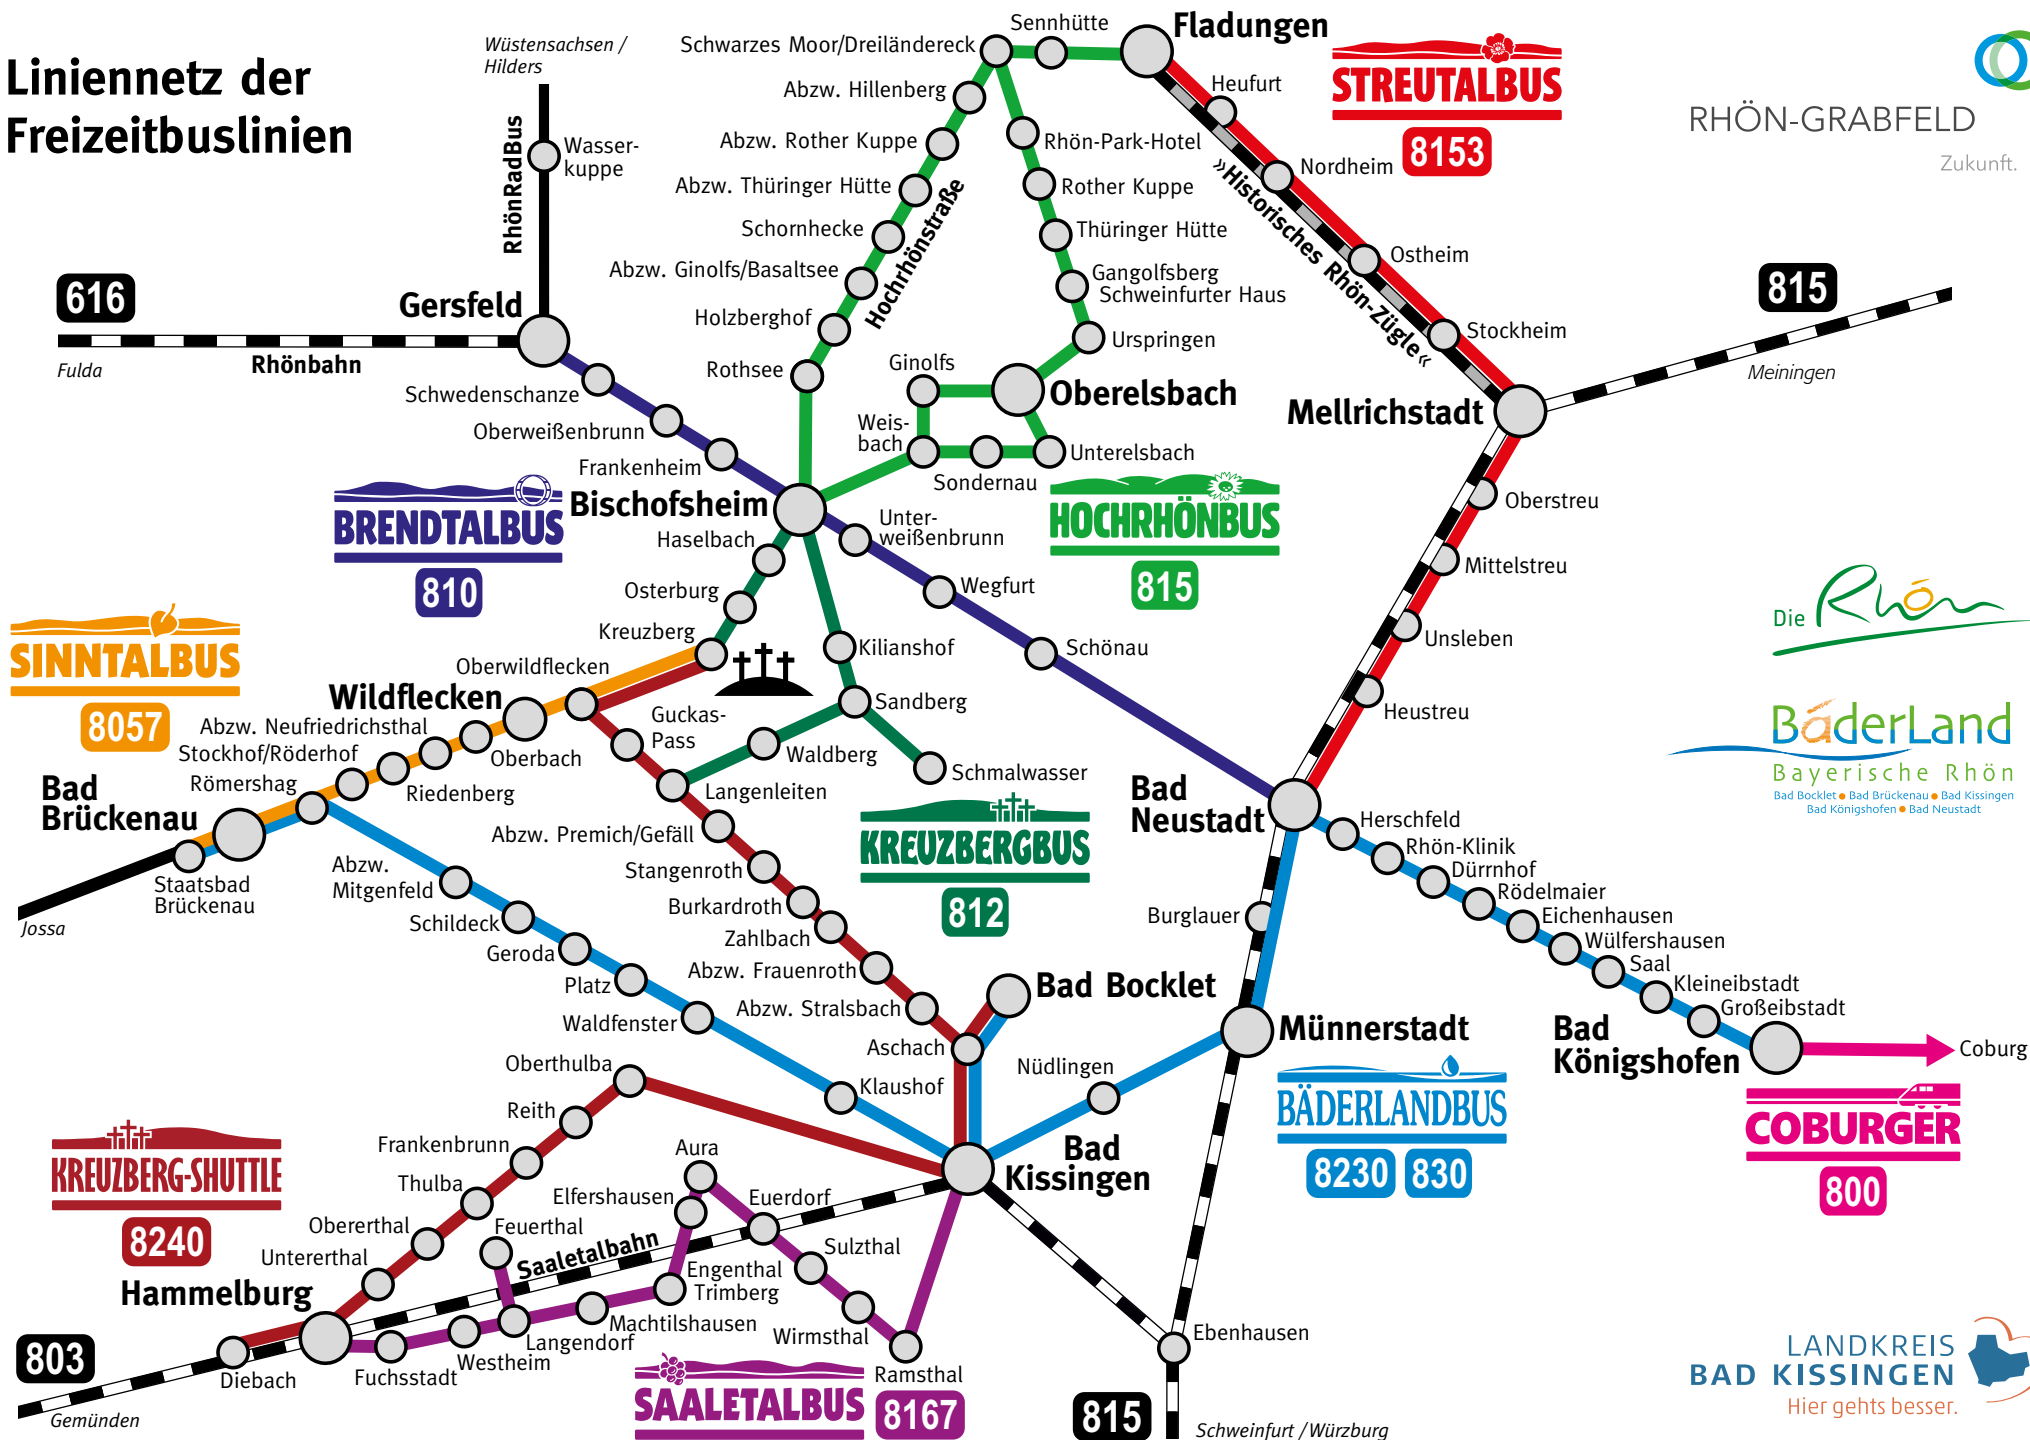 Liniennetz der
Freizeitbuslinien
Wüstensachsen /
Hilders
RhönRadBus
Wasser-
kuppe
616
Fulda
Rhönbahn
Gersfeld
Schwedenschanze
Oberweißenbrunn
Frankenheim
BRENDTALBUS
810
Bischofsheim
Schwarzes Moor/Dreiländereck
Sennhütte
Fladungen
Abzw. Hillenberg
Abzw. Rother Kuppe
Abzw. Thüringer Hütte
Schornhecke
Abzw. Ginolfs/Basaltsee
Holzberghof
Rothsee
Hochrhönstraße
Rhön-Park-Hotel
Rother Kuppe
Thüringer Hütte
Gangolfsberg
Schweinfurter Haus
Urspringen
Ginolfs
Oberelsbach
Weis-
bach
Sondernau
Unterelsbach
HOCHRHÖNBUS
815
STREUTALBUS
8153
Heufurt
Nordheim
Ostheim
Stockheim
»Historisches Rhön-Zügle«
Mellrichstadt
815
Meiningen
Oberstreu
Mittelstreu
Unsleben
Heustreu
RHÖN-GRABFELD
Zukunft.
Die Rhön
BäderLand
Bayerische Rhön
Bad Bocklet ● Bad Brückenau ● Bad Kissingen
Bad Königshofen ● Bad Neustadt
Unter-
weißenbrunn
Wegfurt
Schönau
Haselbach
Osterburg
Kreuzberg
Kilianshof
Sandberg
Waldberg
Schmalwasser
KREUZBERGBUS
812
SINNTALBUS
8057
Oberwildflecken
Wildflecken
Oberbach
Abzw. Neufriedrichsthal
Riedenberg
Stockhof/Röderhof
Römershag
Bad
Brückenau
Staatsbad
Brückenau
Jossa
Guckas-
Pass
Langenleiten
Abzw. Premich/Gefäll
Stangenroth
Burkardroth
Zahlbach
Abzw. Frauenroth
Abzw. Stralsbach
Aschach
Bad Bocklet
Abzw.
Mitgenfeld
Schildeck
Geroda
Platz
Waldfenster
Klaushof
Bad
Neustadt
Herschfeld
Rhön-Klinik
Dürrnhof
Rödelmaier
Eichenhausen
Wülfershausen
Saal
Kleineibstadt
Großeibstadt
Bad
Königshofen
Coburg
COBURGER
800
Burglauer
Münnerstadt
Nüdlingen
BÄDERLANDBUS
8230
830
Bad
Kissingen
KREUZBERG-SHUTTLE
8240
Oberthulba
Reith
Frankenbrunn
Thulba
Obererthal
Untererthal
Hammelburg
Diebach
803
Gemünden
Saaletalbahn
Aura
Elfershausen
Euerdorf
Feuerthal
Sulzthal
Engenthal
Trimberg
Machtilshausen
Langendorf
Westheim
Fuchsstadt
Wirmsthal
Ramsthal
SAALETALBUS
8167
Ebenhausen
815
Schweinfurt / Würzburg
LANDKREIS
BAD KISSINGEN
Hier gehts besser.